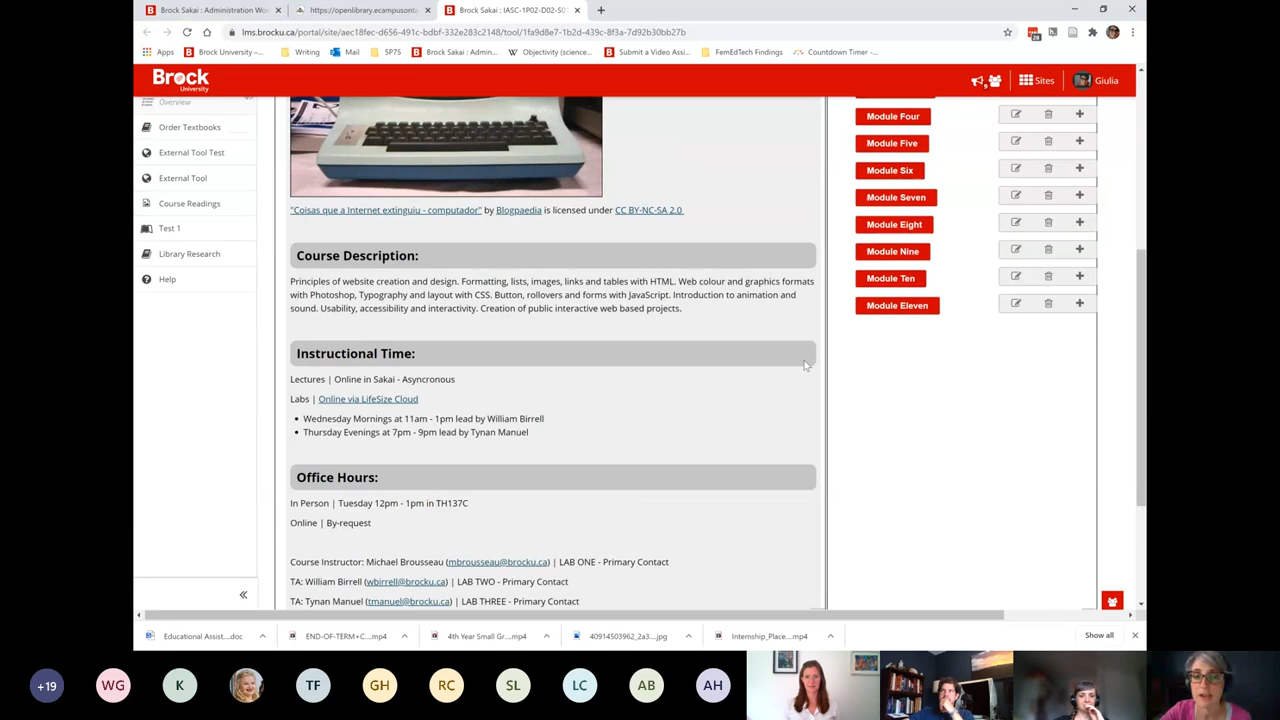 Brock Sakai : Administration Wo
https://openlibrary.ecampusonta
Brock Sakai : IASC-1P02-D02-S0
lms.brocku.ca/portal/site/aec18fec-d656-491c-bdbf-332e283c2148/tool/1fa9d8e7-1b2d-439c-8f3a-7d92b30bb27b
28
Apps
Brock University –...
Writing
Mail
5P75
Brock Sakai : Admin...
Objectivity (science...
Submit a Video Assi...
FemEdTech Findings
Countdown Timer -...
Brock
University
9
Sites
Giulia
Overview
Order Textbooks
External Tool Test
External Tool
Course Readings
Test 1
Library Research
Help
"Coisas que a Internet extinguiu - computador" by Blogpaedia is licensed under CC BY-NC-SA 2.0
Course Description:
Principles of website creation and design. Formatting, lists, images, links and tables with HTML. Web colour and graphics formats
with Photoshop, Typography and layout with CSS. Button, rollovers and forms with JavaScript. Introduction to animation and
sound. Usability, accessibility and interactivity. Creation of public interactive web based projects.
Instructional Time:
Lectures | Online in Sakai - Asyncronous
Labs | Online via LifeSize Cloud
• Wednesday Mornings at 11am - 1pm lead by William Birrell
• Thursday Evenings at 7pm - 9pm lead by Tynan Manuel
Office Hours:
In Person | Tuesday 12pm - 1pm in TH137C
Online | By-request
Course Instructor: Michael Brousseau (mbrousseau@brocku.ca) | LAB ONE - Primary Contact
TA: William Birrell (wbirrell@brocku.ca) | LAB TWO - Primary Contact
TA: Tynan Manuel (tmanuel@brocku.ca) | LAB THREE - Primary Contact
Module Four
Module Five
Module Six
Module Seven
Module Eight
Module Nine
Module Ten
Module Eleven
Educational Assist....doc
END-OF-TERM+C....mp4
4th Year Small Gr....mp4
40914503962_2a3....jpg
Internship_Place....mp4
Show all
+19
WG
K
TF
GH
RC
SL
LC
AB
AH